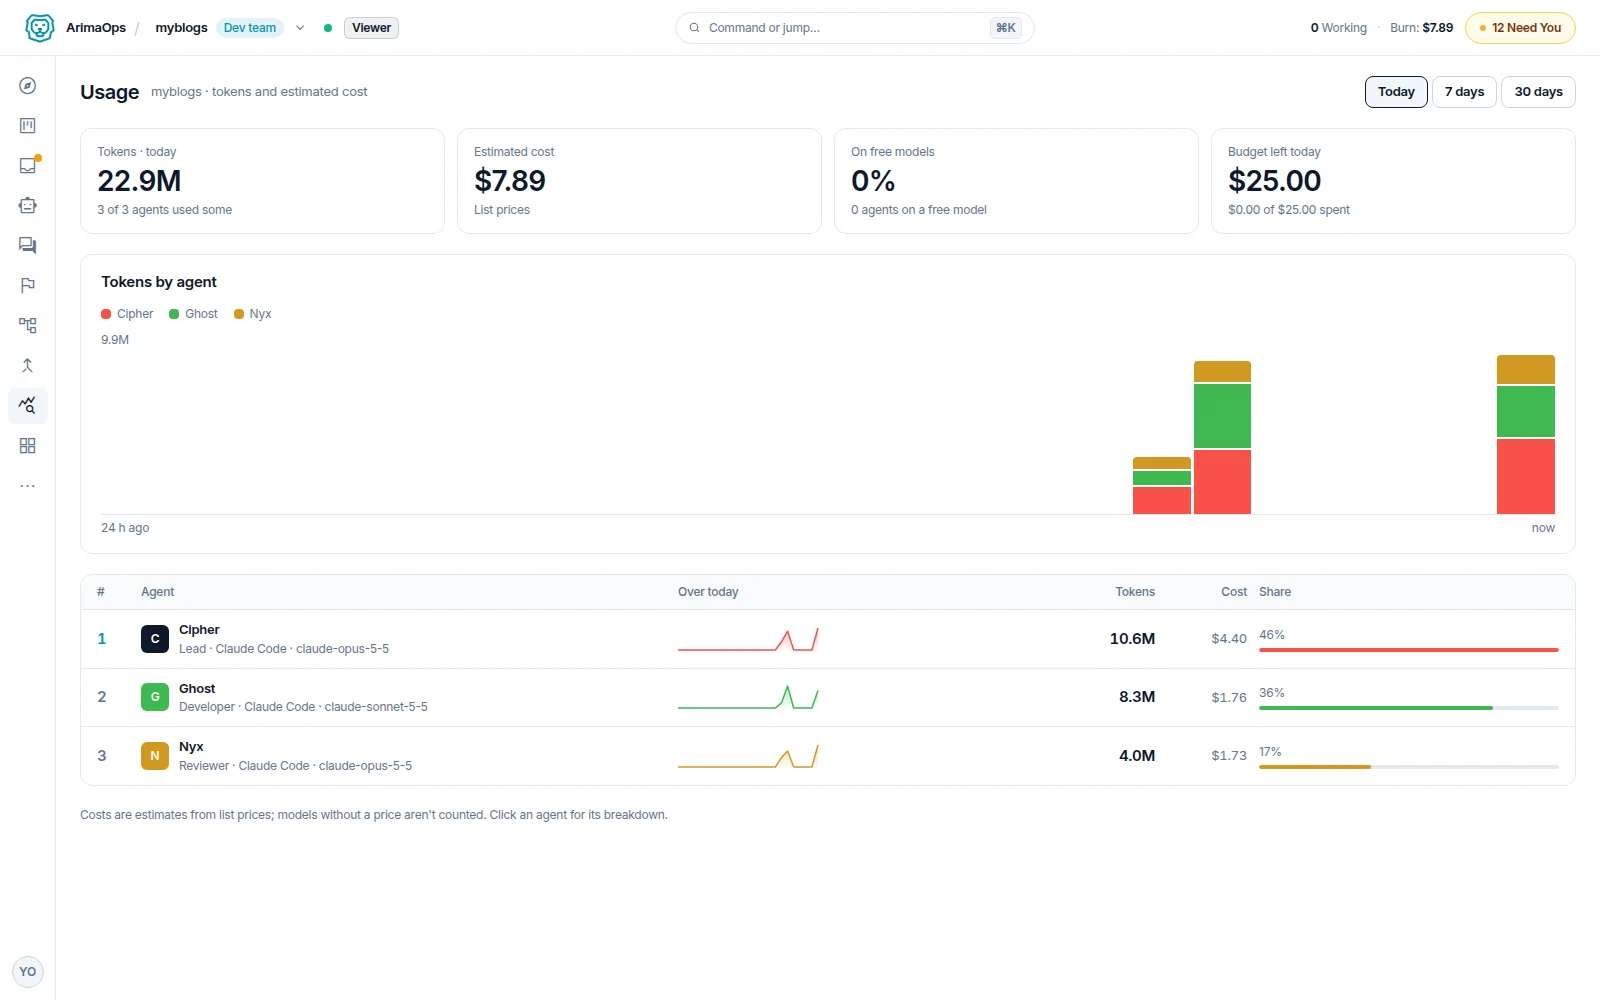 ArimaOps / myblogs Dev team Viewer
Command or jump... ⌘K
0 Working · Burn: $7.89 12 Need You
Usage myblogs · tokens and estimated cost
Today 7 days 30 days
Tokens · today
22.9M
3 of 3 agents used some
Estimated cost
$7.89
List prices
On free models
0%
0 agents on a free model
Budget left today
$25.00
$0.00 of $25.00 spent
Tokens by agent
Cipher Ghost Nyx
9.9M
24 h ago now
# Agent Over today Tokens Cost Share
1 C Cipher 10.6M $4.40 46%
Lead · Claude Code · claude-opus-5-5
2 G Ghost 8.3M $1.76 36%
Developer · Claude Code · claude-sonnet-5-5
3 N Nyx 4.0M $1.73 17%
Reviewer · Claude Code · claude-opus-5-5
Costs are estimates from list prices; models without a price aren't counted. Click an agent for its breakdown.
YO